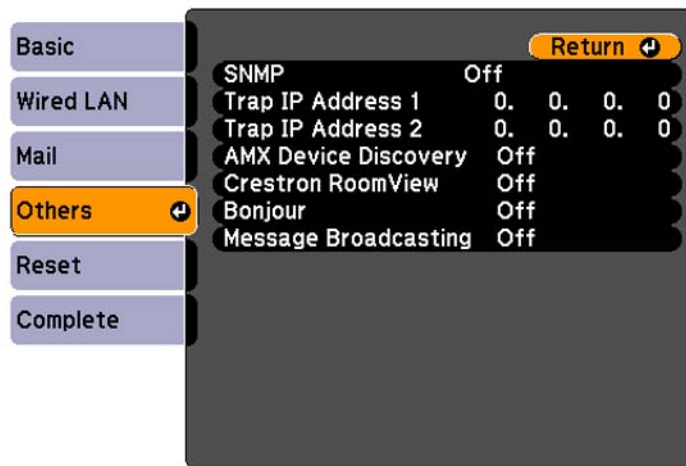 Basic
Wired LAN
Mail
Others
Reset
Complete
Return
SNMP Off
Trap IP Address 1 0. 0. 0. 0
Trap IP Address 2 0. 0. 0. 0
AMX Device Discovery Off
Crestron RoomView Off
Bonjour Off
Message Broadcasting Off